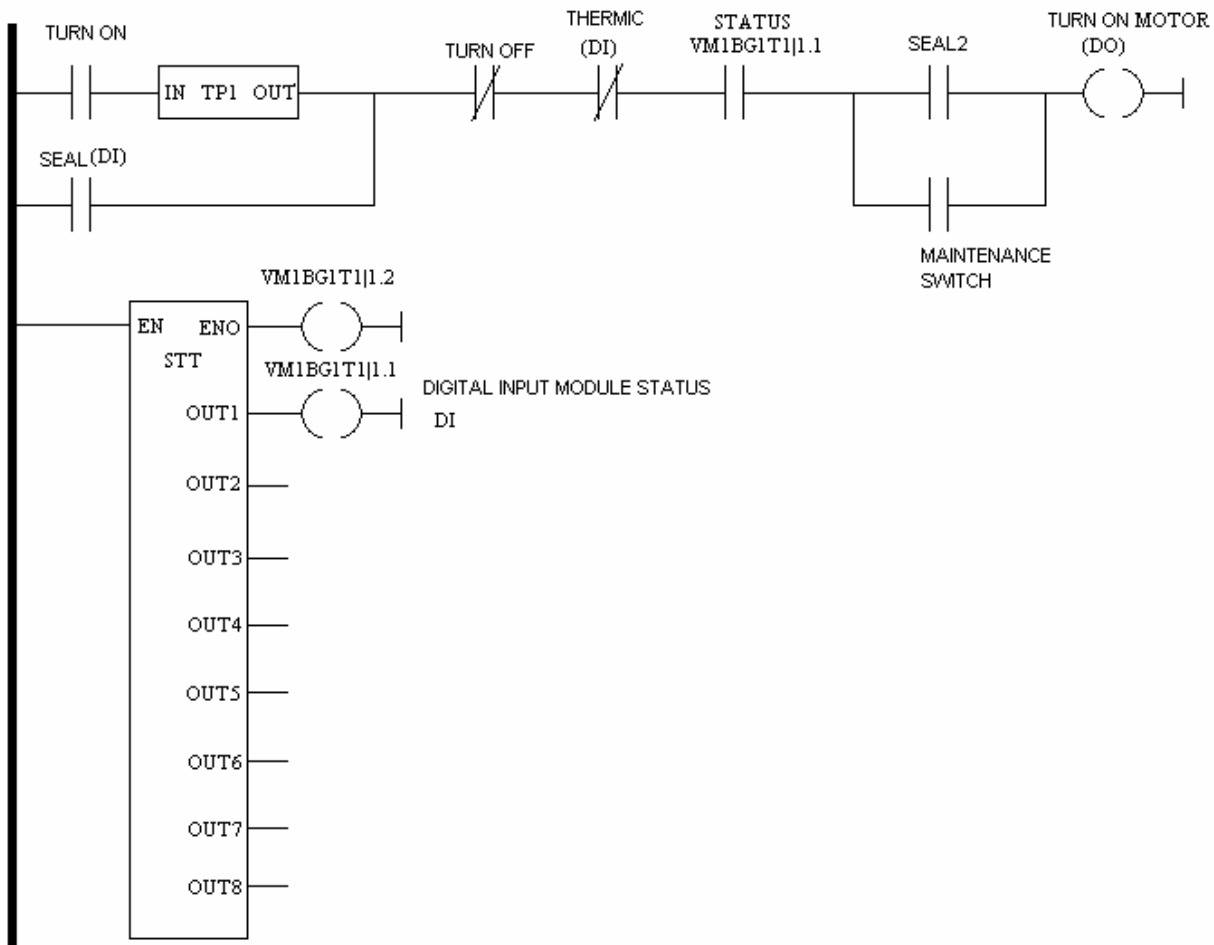 TURN ON
IN TP1 OUT
SEAL (DI)
TURN OFF
THERMIC
(DI)
STATUS
VM1BG1T1|1.1
SEAL2
TURN ON MOTOR
(DO)
MAINTENANCE
SWITCH
VM1BG1T1|1.2
EN ENO
STT
VM1BG1T1|1.1
OUT1
DIGITAL INPUT MODULE STATUS
DI
OUT2
OUT3
OUT4
OUT5
OUT6
OUT7
OUT8